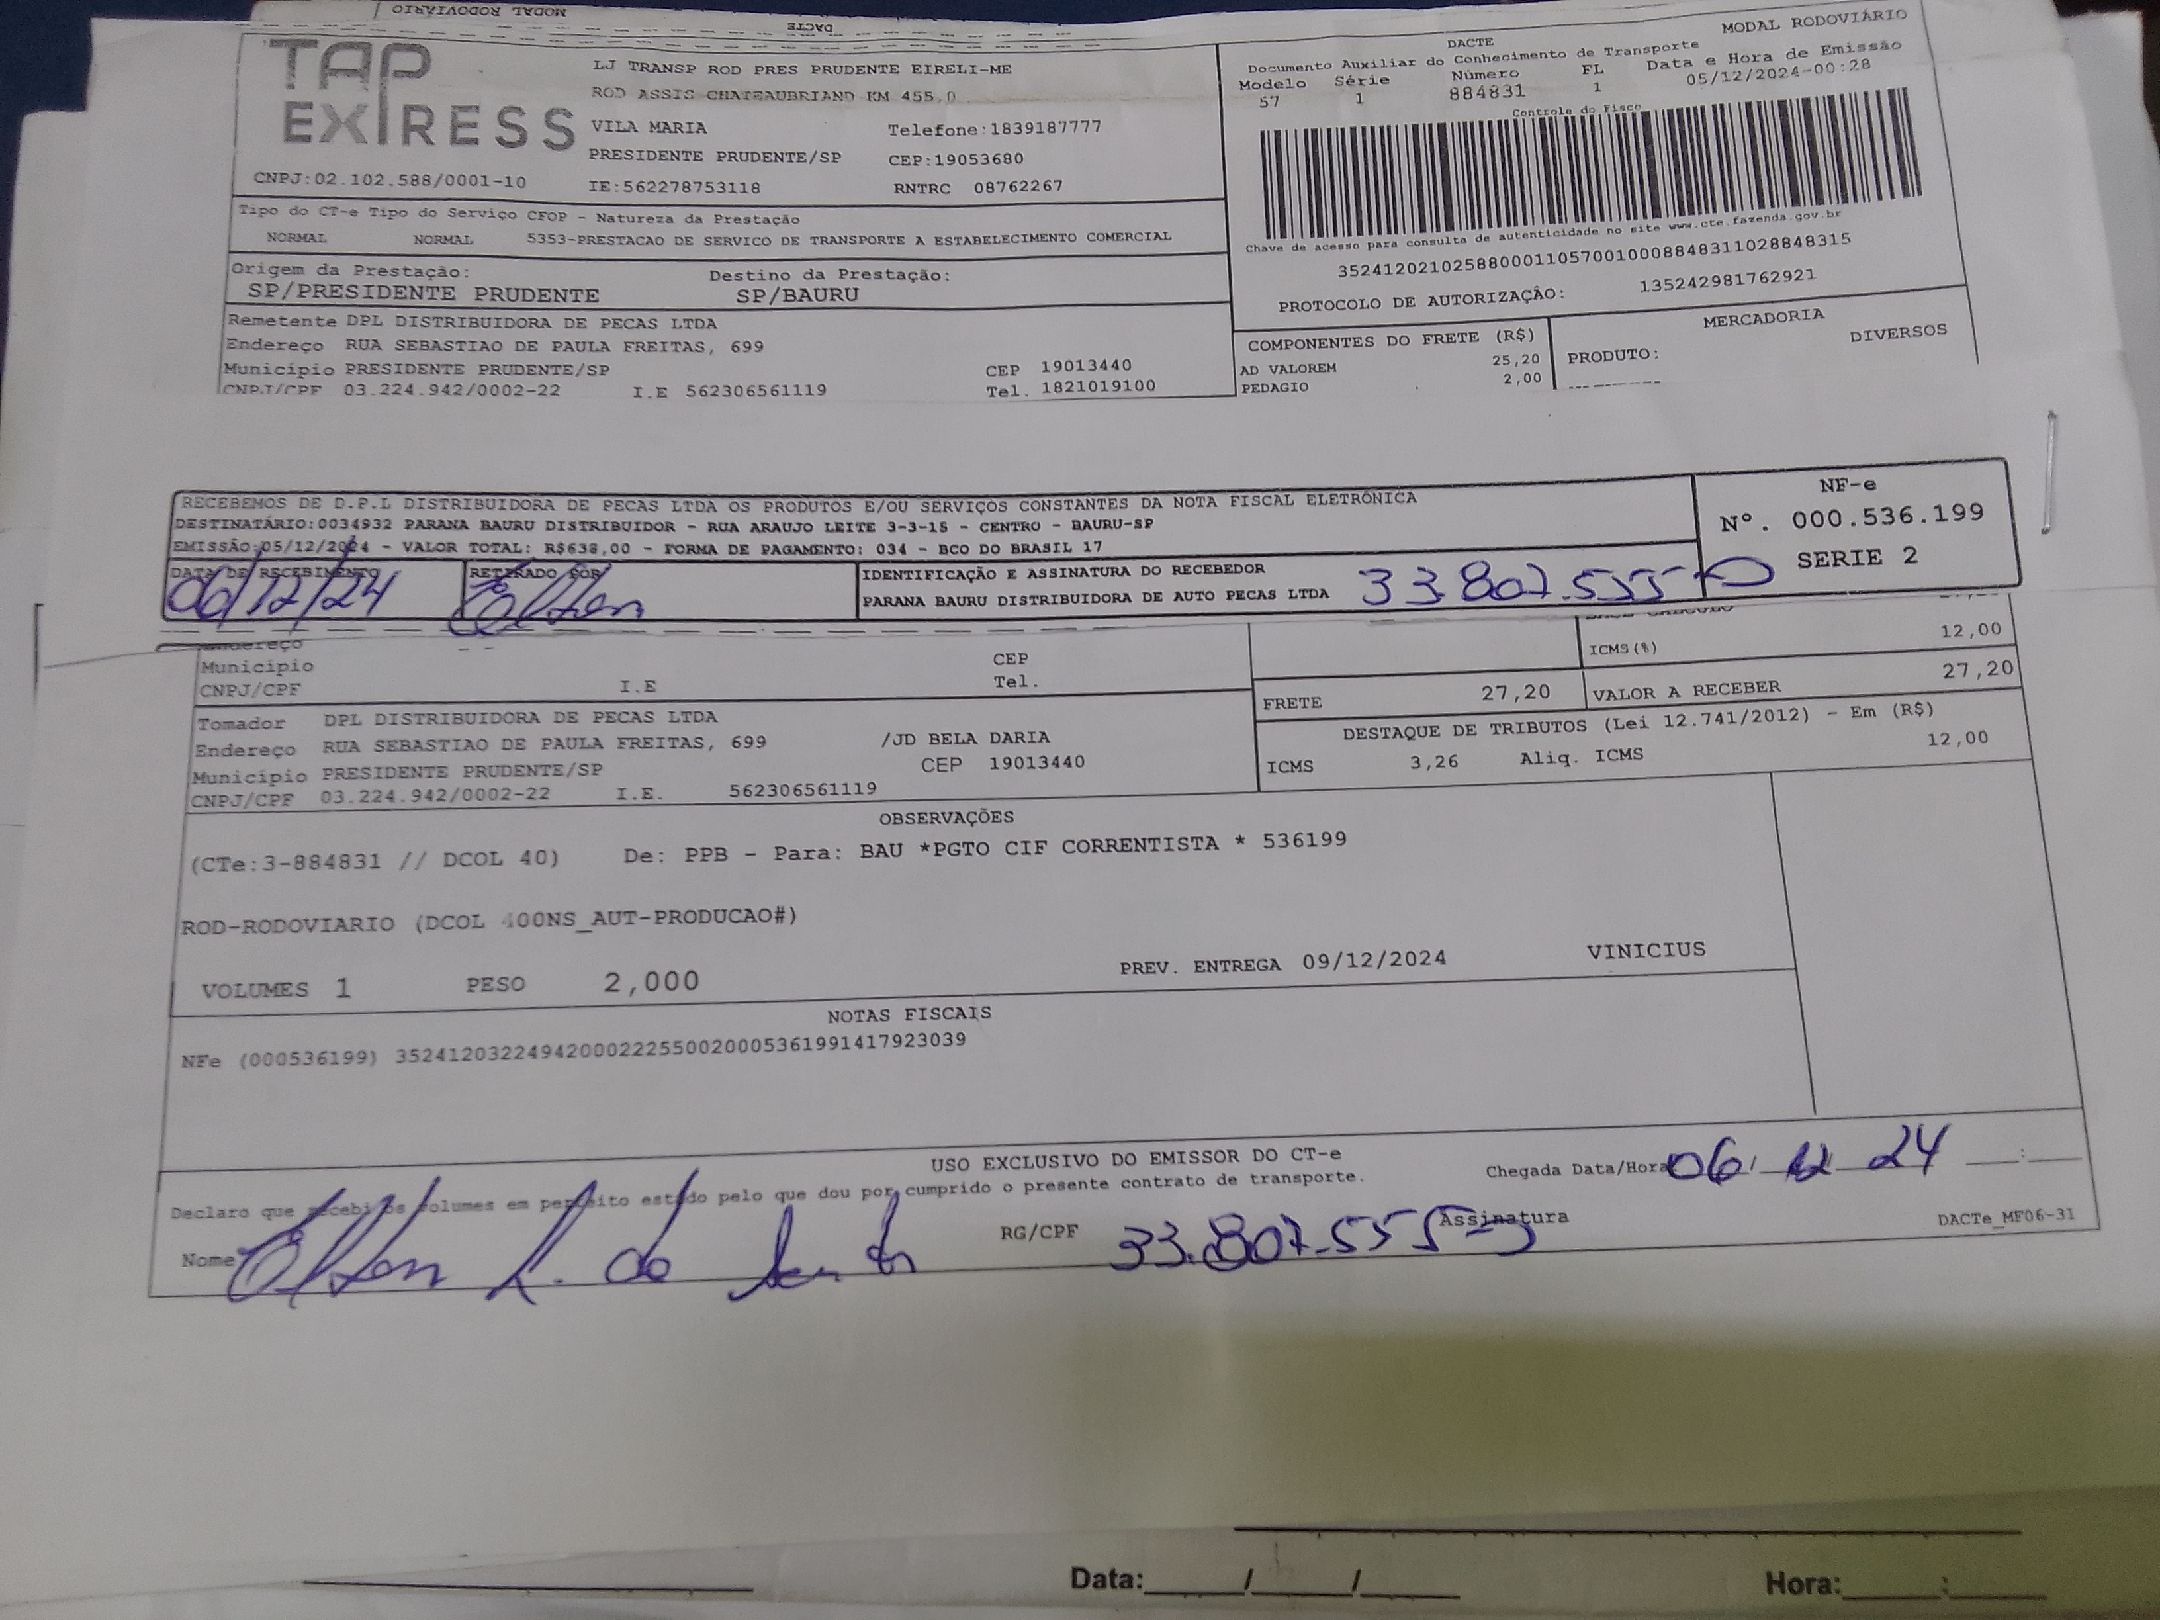 MODAL RODOVIÁRIO
DACTE
TAP EXPRESS
LJ TRANSP ROD PRES PRUDENTE EIRELI-ME
ROD ASSIS CHATEAUBRIAND KM 455,0
VILA MARIA Telefone:1839187777
PRESIDENTE PRUDENTE/SP CEP:19053680
CNPJ:02.102.588/0001-10 IE:562278753118 RNTRC 08762267
MODAL RODOVIÁRIO
DACTE
Documento Auxiliar do Conhecimento de Transporte
Modelo Série Número FL Data e Hora de Emissão
57 1 884831 1 05/12/2024-00:28
Controle do Fisco
Chave de acesso para consulta de autenticidade no site www.cte.fazenda.gov.br
35241202102588000110570010008848311028848315
PROTOCOLO DE AUTORIZAÇÃO: 135242981762921
Tipo do CT-e Tipo do Serviço CFOP - Natureza da Prestação
NORMAL NORMAL 5353-PRESTACAO DE SERVICO DE TRANSPORTE A ESTABELECIMENTO COMERCIAL
Origem da Prestação: Destino da Prestação:
SP/PRESIDENTE PRUDENTE SP/BAURU
Remetente DPL DISTRIBUIDORA DE PECAS LTDA
Endereço RUA SEBASTIAO DE PAULA FREITAS, 699
Município PRESIDENTE PRUDENTE/SP CEP 19013440
CNPJ/CPF 03.224.942/0002-22 I.E 562306561119 Tel. 1821019100
COMPONENTES DO FRETE (R$)
AD VALOREM 25,20
PEDAGIO 2,00
MERCADORIA
PRODUTO: DIVERSOS
RECEBEMOS DE D.P.L DISTRIBUIDORA DE PECAS LTDA OS PRODUTOS E/OU SERVIÇOS CONSTANTES DA NOTA FISCAL ELETRÔNICA
DESTINATÁRIO:0034932 PARANA BAURU DISTRIBUIDOR - RUA ARAUJO LEITE 3-3-15 - CENTRO - BAURU-SP
EMISSÃO:05/12/2024 - VALOR TOTAL: R$638,00 - FORMA DE PAGAMENTO: 034 - BCO DO BRASIL 17
NF-e
Nº. 000.536.199
SERIE 2
DATA DE RECEBIMENTO RETIRADO POR IDENTIFICAÇÃO E ASSINATURA DO RECEBEDOR
06/12/24 PARANA BAURU DISTRIBUIDORA DE AUTO PECAS LTDA 33.807.555
Endereço
Município CEP
CNPJ/CPF I.E Tel.
BASE CALCULO
ICMS(%) 12,00
FRETE 27,20 VALOR A RECEBER 27,20
Tomador DPL DISTRIBUIDORA DE PECAS LTDA
Endereço RUA SEBASTIAO DE PAULA FREITAS, 699 /JD BELA DARIA
Município PRESIDENTE PRUDENTE/SP CEP 19013440
CNPJ/CPF 03.224.942/0002-22 I.E. 562306561119
DESTAQUE DE TRIBUTOS (Lei 12.741/2012) - Em (R$)
ICMS 3,26 Aliq. ICMS 12,00
OBSERVAÇÕES
(CTe:3-884831 // DCOL 40) De: PPB - Para: BAU *PGTO CIF CORRENTISTA * 536199
ROD-RODOVIARIO (DCOL 400NS_AUT-PRODUCAO#)
VOLUMES 1 PESO 2,000 PREV. ENTREGA 09/12/2024 VINICIUS
NOTAS FISCAIS
NFe (000536199) 35241203224942000222550020005361991417923039
USO EXCLUSIVO DO EMISSOR DO CT-e
Declaro que recebi os volumes em perfeito estado pelo que dou por cumprido o presente contrato de transporte.
Chegada Data/Hora 06/12 24 __:__
Nome RG/CPF 33.807.555 Assinatura
DACTe_MF06-31
Data:____/____/____ Hora:____:____